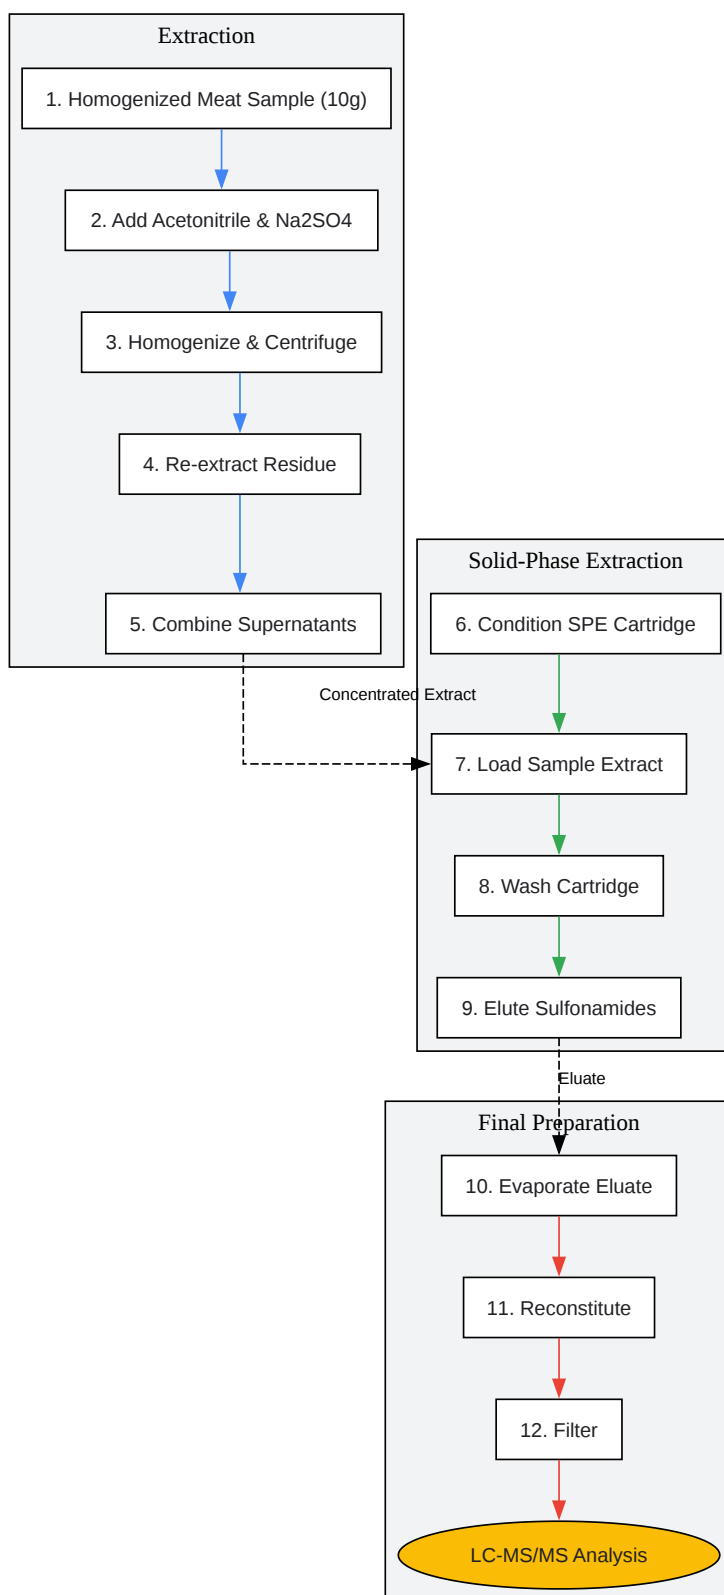 Extraction
1. Homogenized Meat Sample (10g)
2. Add Acetonitrile & Na2SO4
3. Homogenize & Centrifuge
4. Re-extract Residue
5. Combine Supernatants
Concentrated Extract
Solid-Phase Extraction
6. Condition SPE Cartridge
7. Load Sample Extract
8. Wash Cartridge
9. Elute Sulfonamides
Eluate
Final Preparation
10. Evaporate Eluate
11. Reconstitute
12. Filter
LC-MS/MS Analysis